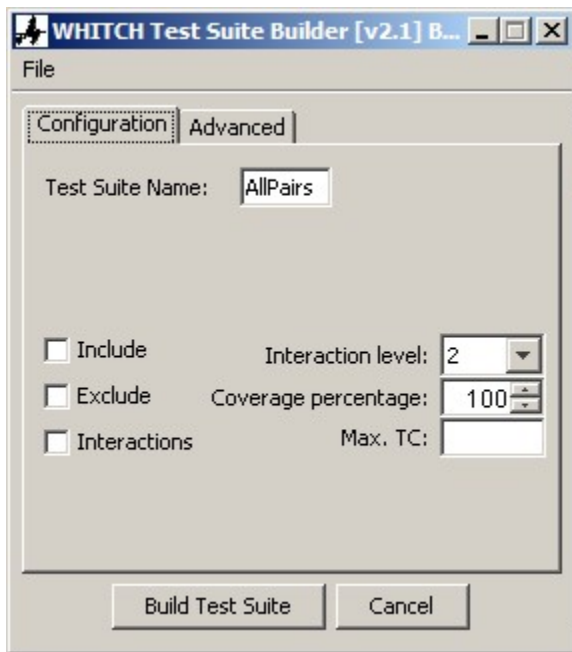 WHITCH Test Suite Builder [v2.1] B...
File
Configuration Advanced
Test Suite Name: AllPairs
Include Interaction level: 2
Exclude Coverage percentage: 100
Interactions Max. TC:
Build Test Suite Cancel